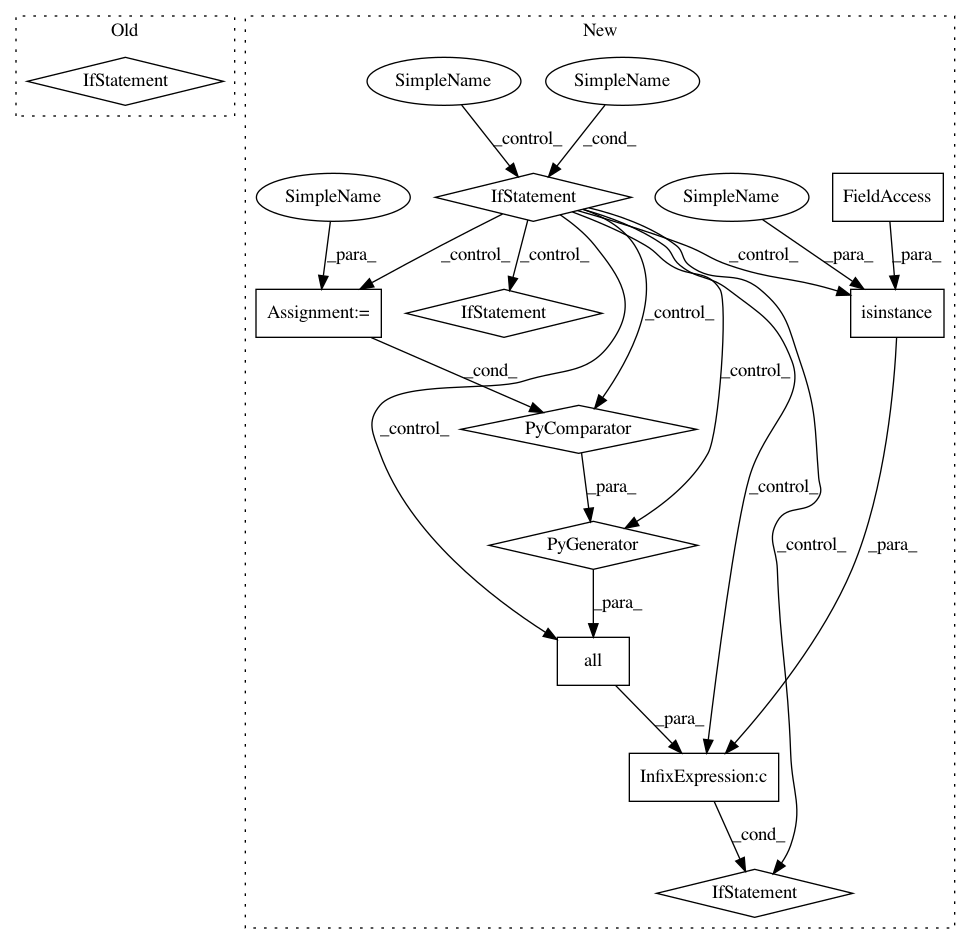 Old
New
IfStatement
SimpleName
SimpleName
_control_
_cond_
SimpleName
IfStatement
SimpleName
FieldAccess
_para_
_control_
_control_
_control_
_para_
_para_
Assignment:=
IfStatement
isinstance
_control_
_cond_
_control_
_control_
PyComparator
_para_
_control_
PyGenerator
_control_
_para_
_para_
all
_para_
InfixExpression:c
_cond_
IfStatement